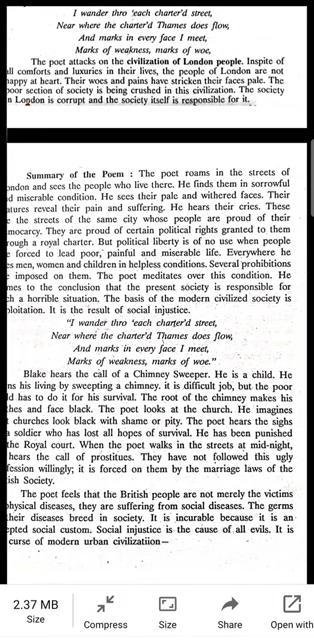 I wander thro 'each charter'd street,
Near where the charter'd Thames does flow,
And marks in every face I meet,
Marks of weakness, marks of woe,
The poet attacks on the civilization of London people. Inspite of
all comforts and luxuries in their lives, the people of London are not
happy at heart. Their woes and pains have stricken their faces pale. The
poor section of society is being crushed in this civilization. The society
n London is corrupt and the society itself is responsible for it.
Summary of the Poem : The poet roams in the streets of
ondon and sees the people who live there. He finds them in sorrowful
d miserable condition. He sees their pale and withered faces. Their
atures reveal their pain and suffering. He hears their cries. These
e the streets of the same city whose people are proud of their
mocarcy. They are proud of certain political rights granted to them
rough a royal charter. But political liberty is of no use when people
e forced to lead poor, painful and miserable life. Everywhere he
es men, women and children in helpless conditions. Several prohibitions
e imposed on them. The poet meditates over this condition. He
mes to the conclusion that the present society is responsible for
ch a horrible situation. The basis of the modern civilized society is
ploitation. It is the result of social injustice.
"I wander thro 'each charter'd street,
Near where the charter'd Thames does flow,
And marks in every face I meet,
Marks of weakness, marks of woe."
Blake hears the call of a Chimney Sweeper. He is a child. He
ns his living by sweepting a chimney. it is difficult job, but the poor
ld has to do it for his survival. The root of the chimney makes his
thes and face black. The poet looks at the church. He imagines
t churches look black with shame or pity. The poet hears the sighs
a soldier who has lost all hopes of survival. He has been punished
the Royal court. When the poet walks in the streets at mid-night,
hears the call of prostitues. They have not followed this ugly
fession willingly; it is forced on them by the marriage laws of the
ish Society.
The poet feels that the British people are not merely the victims
physical diseases, they are suffering from social diseases. The germs
their diseases breed in society. It is incurable because it is an
epted social custom. Social injustice is the cause of all evils. It is
curse of modern urban civilizatiion—
2.37 MB
Size
Compress
Size
Share
Open with